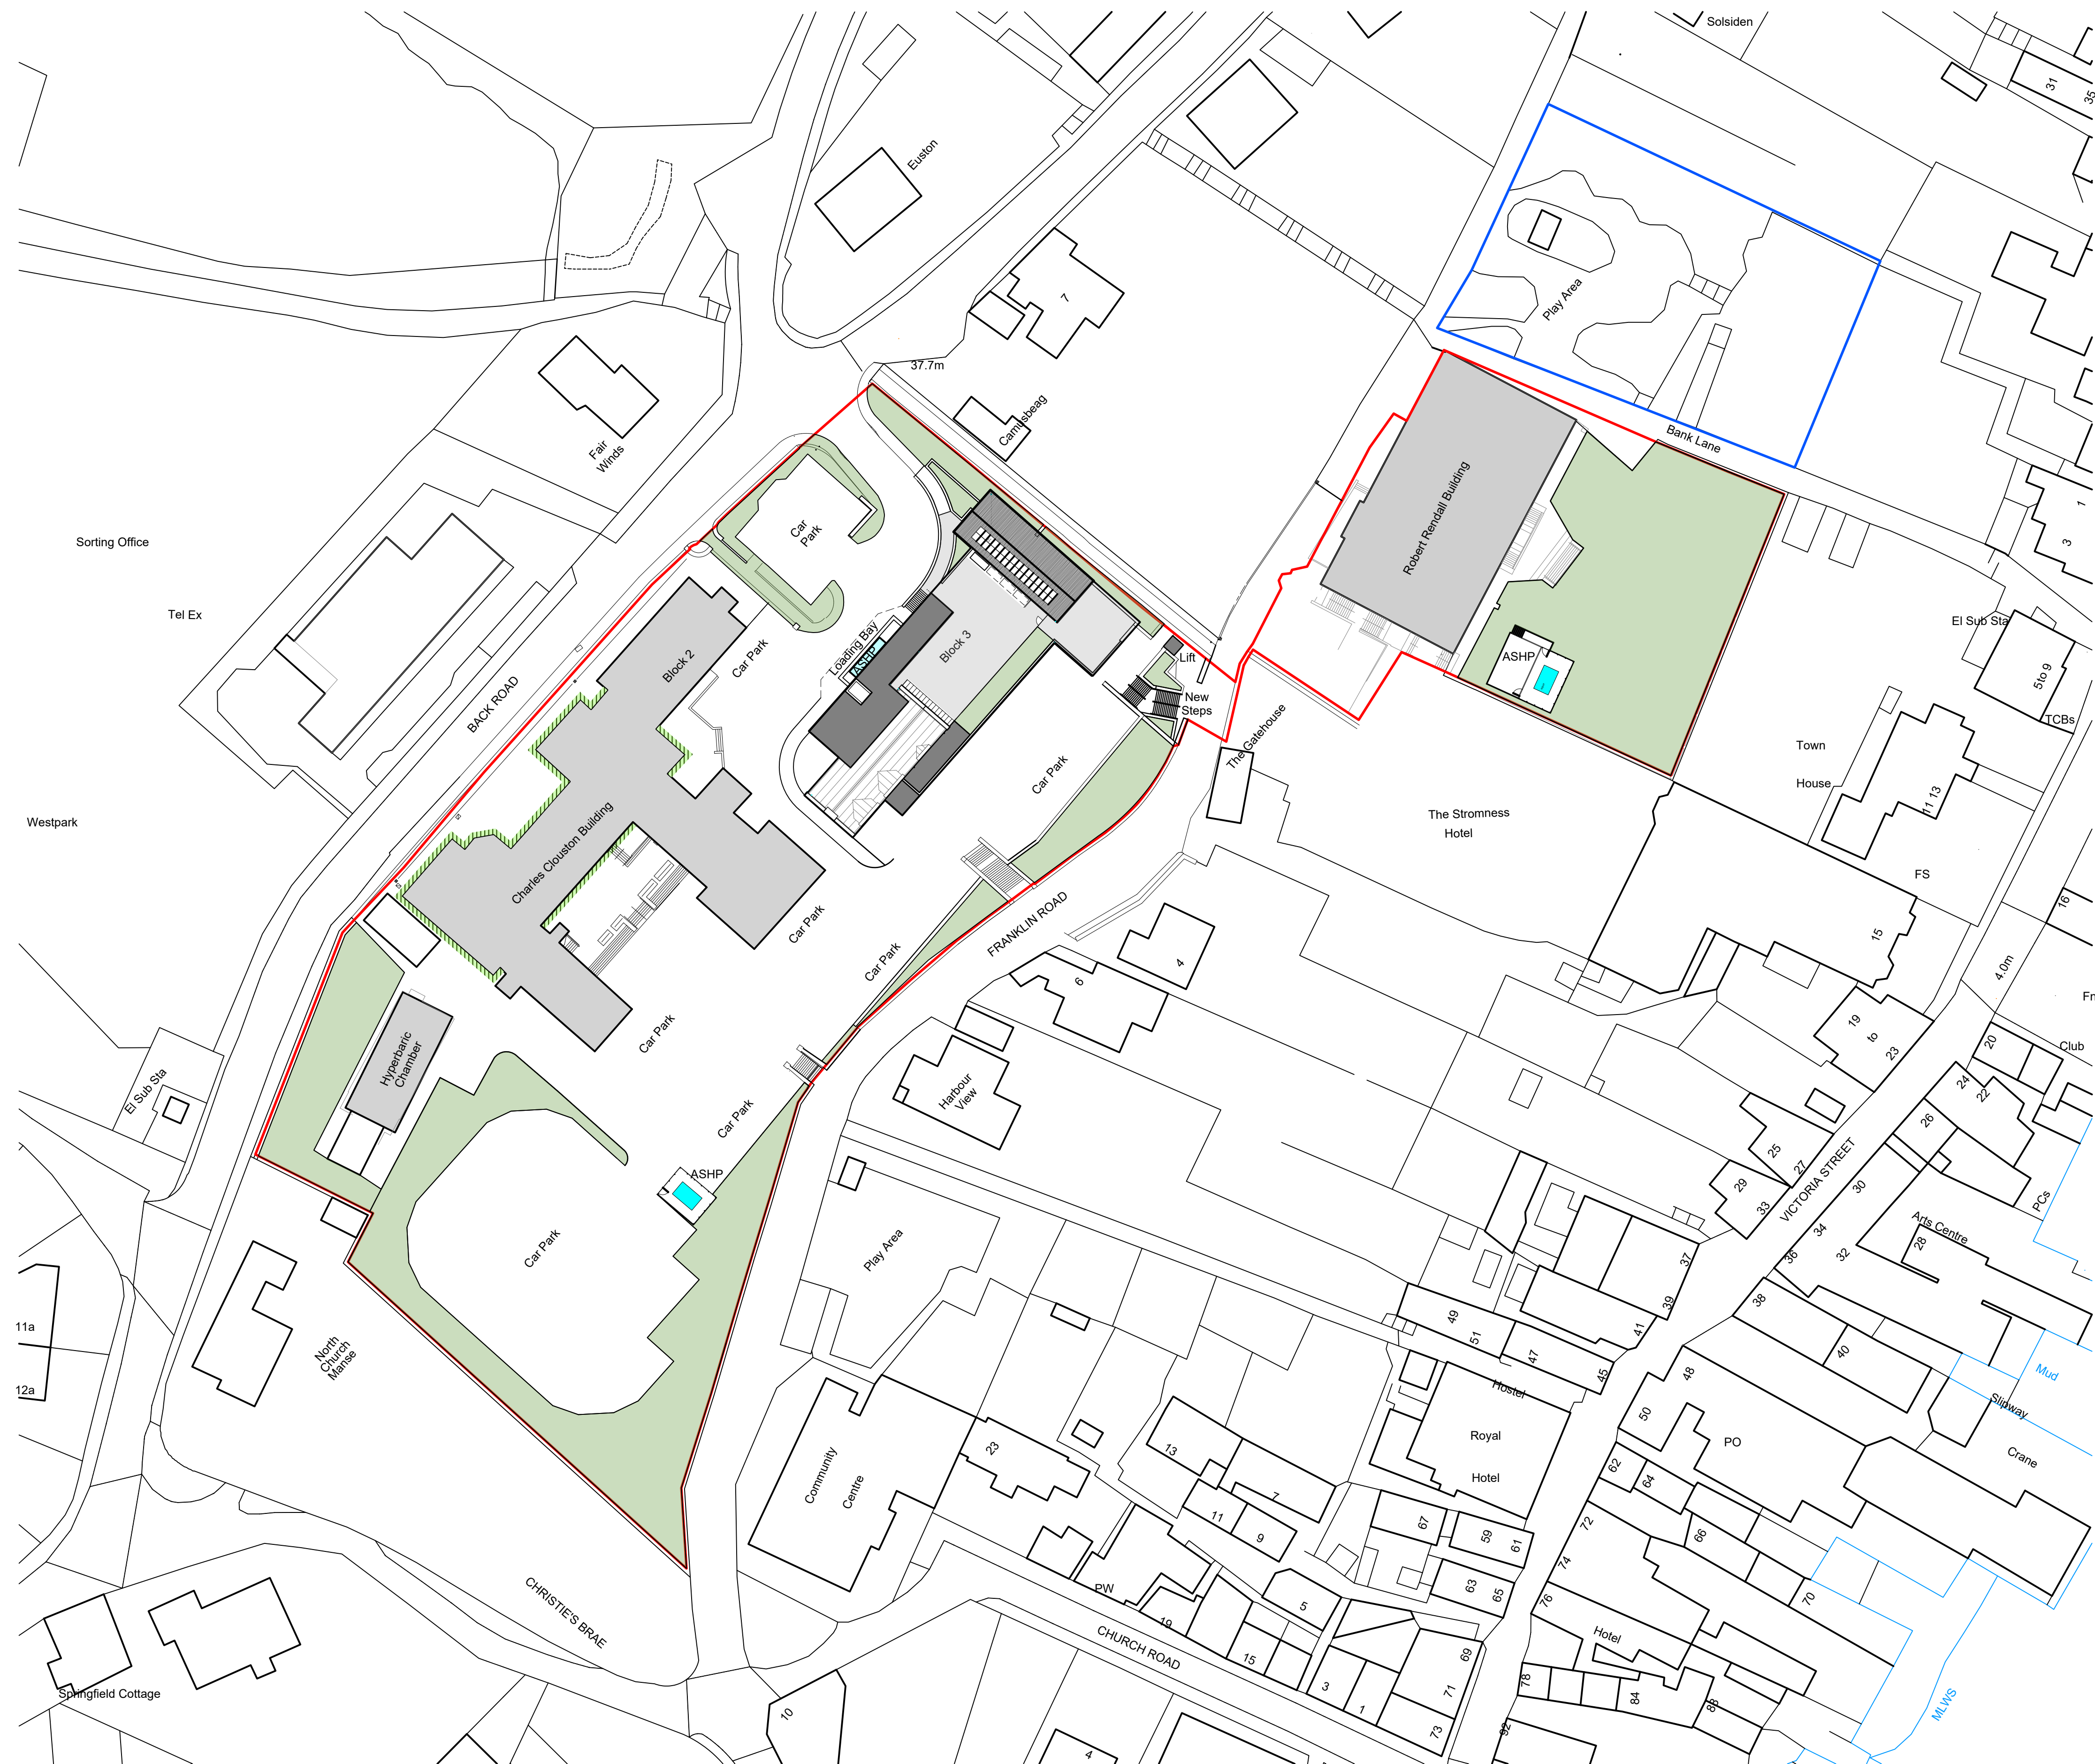 Solsiden
31
35
Euston
Play Area
7
37.7m
Camusbeag
Fair
Winds
Bank Lane
Robert Rendall Building
Car
Park
1
3
Sorting Office
Tel Ex
Loading Bay
ASHP
Block 3
Block 2
Car Park
Lift
New
Steps
ASHP
El Sub Sta
5to 9
TCBs
BACK ROAD
The Gatehouse
Town
House
11 13
Car Park
Westpark
The Stromness
Hotel
Charles Clouston Building
FS
16
15
Car Park
FRANKLIN ROAD
Car Park
4
6
4.0m
Fn
Car Park
19
to
23
20
Club
Hyperbaric
Chamber
El Sub Sta
Harbour
View
24
22
26
Car Park
25
27
VICTORIA STREET
29
33
30
PCs
ASHP
34
36
32
Arts Centre
28
Car Park
Play Area
37
39
38
11a
49
51
41
47
45
40
North
Church
Manse
12a
Mud
48
Hostel
Slipway
50
Royal
Hotel
PO
Crane
Community
Centre
23
13
7
11
9
62
64
67
59
61
72
66
74
63
65
76
70
CHRISTIE'S BRAE
PW
19
5
CHURCH ROAD
15
3
1
69
71
73
Hotel
78
84
88
92
MLWS
Springfield Cottage
10
4